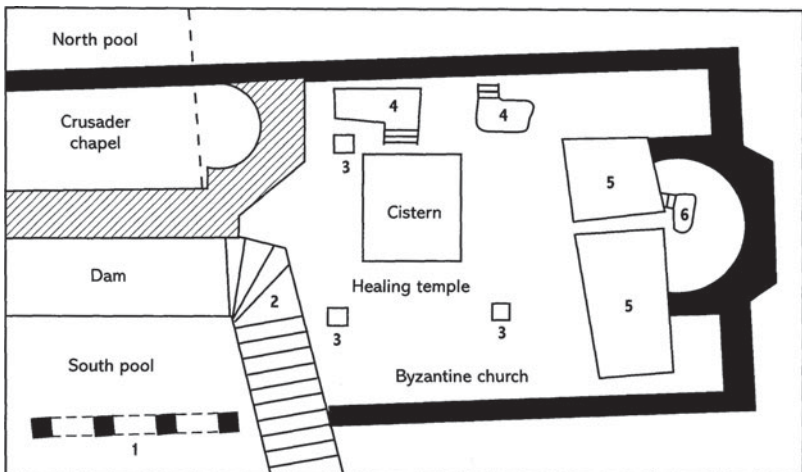 North pool
Crusader
chapel
4
4
3
5
Cistern
6
Dam
2
Healing temple
5
3
3
South pool
Byzantine church
1